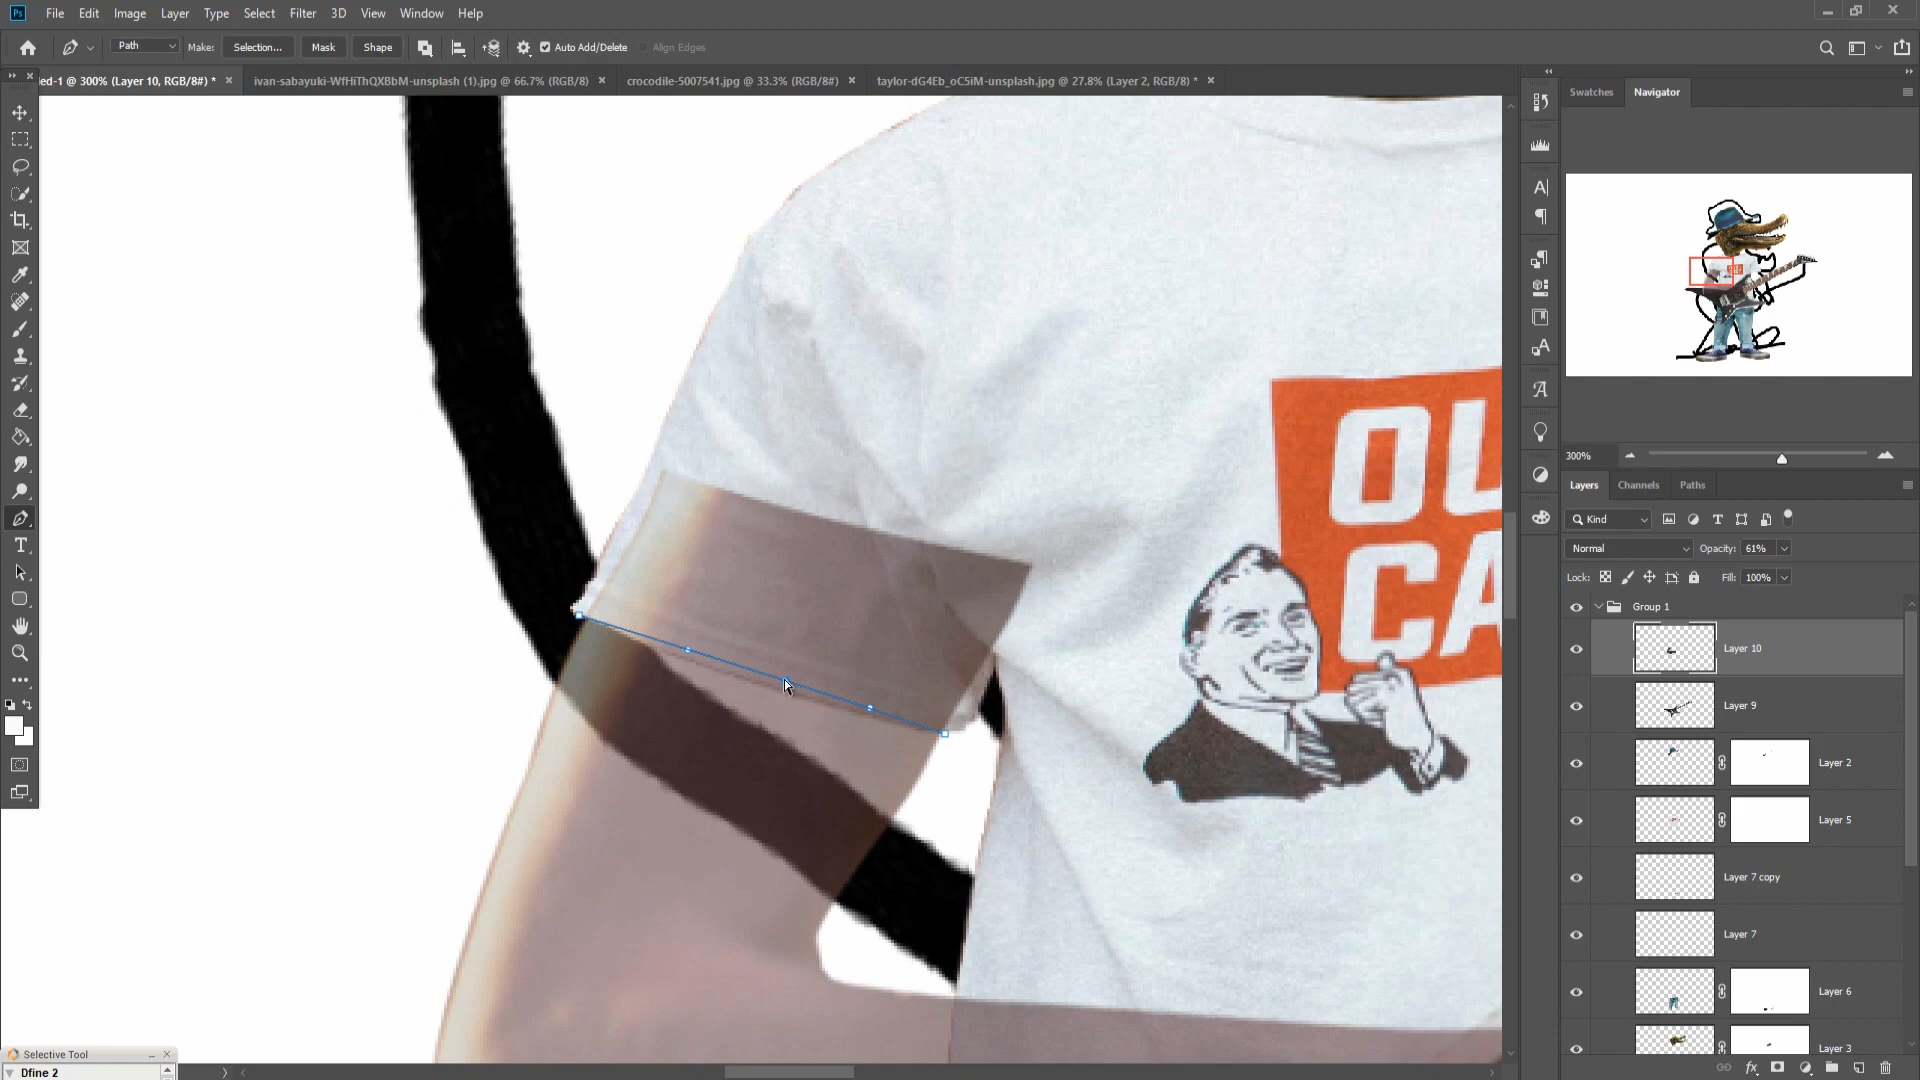 Ps File Edit Image Layer Type Select Filter 3D View Window Help
Path Make: Selection... Mask Shape Auto Add/Delete Align Edges
ed-1 @ 300% (Layer 10, RGB/8#) * ivan-sabayuki-WfHiThQXBbM-unsplash (1).jpg @ 66.7% (RGB/8) crocodile-5007541.jpg @ 33.3% (RGB/8#) taylor-dG4Eb_oC5iM-unsplash.jpg @ 27.8% (Layer 2, RGB/8) *
Swatches Navigator
OU
CA
300%
Layers Channels Paths
Kind
Normal Opacity: 61%
Lock: Fill: 100%
Group 1
Layer 10
Layer 9
Layer 2
Layer 5
Layer 7 copy
Layer 7
Layer 6
Layer 3
Selective Tool
Dfine 2